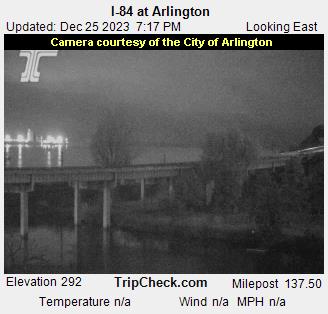 I-84 at Arlington
Updated: Dec 25 2023 7:17 PM Looking East
Camera courtesy of the City of Arlington
Elevation 292 TripCheck.com Milepost 137.50
Temperature n/a Wind n/a MPH n/a